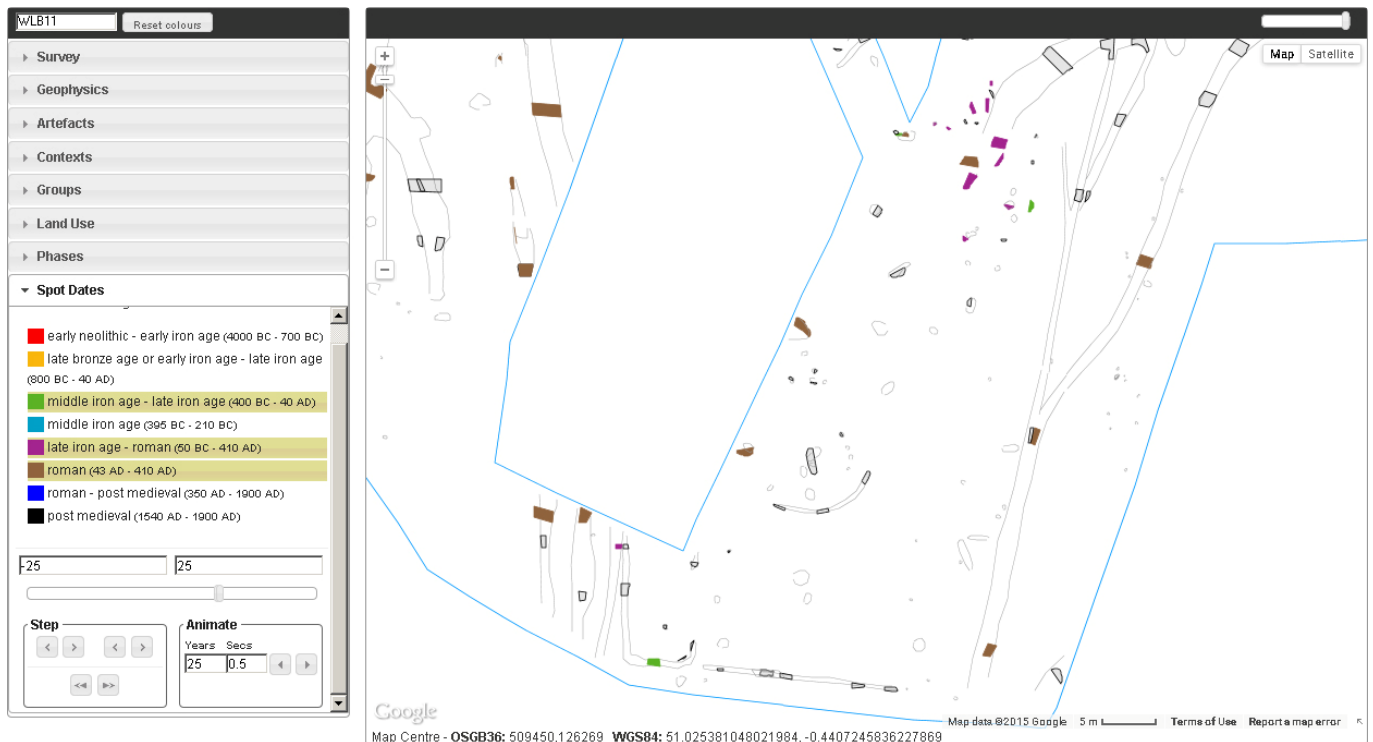 WLB11
Reset colours
Survey
Geophysics
Artefacts
Contexts
Groups
Land Use
Phases
Spot Dates
early neolithic - early iron age (4000 BC - 700 BC)
late bronze age or early iron age - late iron age
(800 BC - 40 AD)
middle iron age - late iron age (400 BC - 40 AD)
middle iron age (395 BC - 210 BC)
late iron age - roman (50 BC - 410 AD)
roman (43 AD - 410 AD)
roman - post medieval (350 AD - 1900 AD)
post medieval (1540 AD - 1900 AD)
-25 25
Step
Animate
Years Secs
25 0.5
Map Satellite
Google
Map data ©2015 Google 5 m Terms of Use Report a map error
Map Centre - OSGB36: 509450,126269 WGS84: 51.025381048021984, -0.4407245836227869